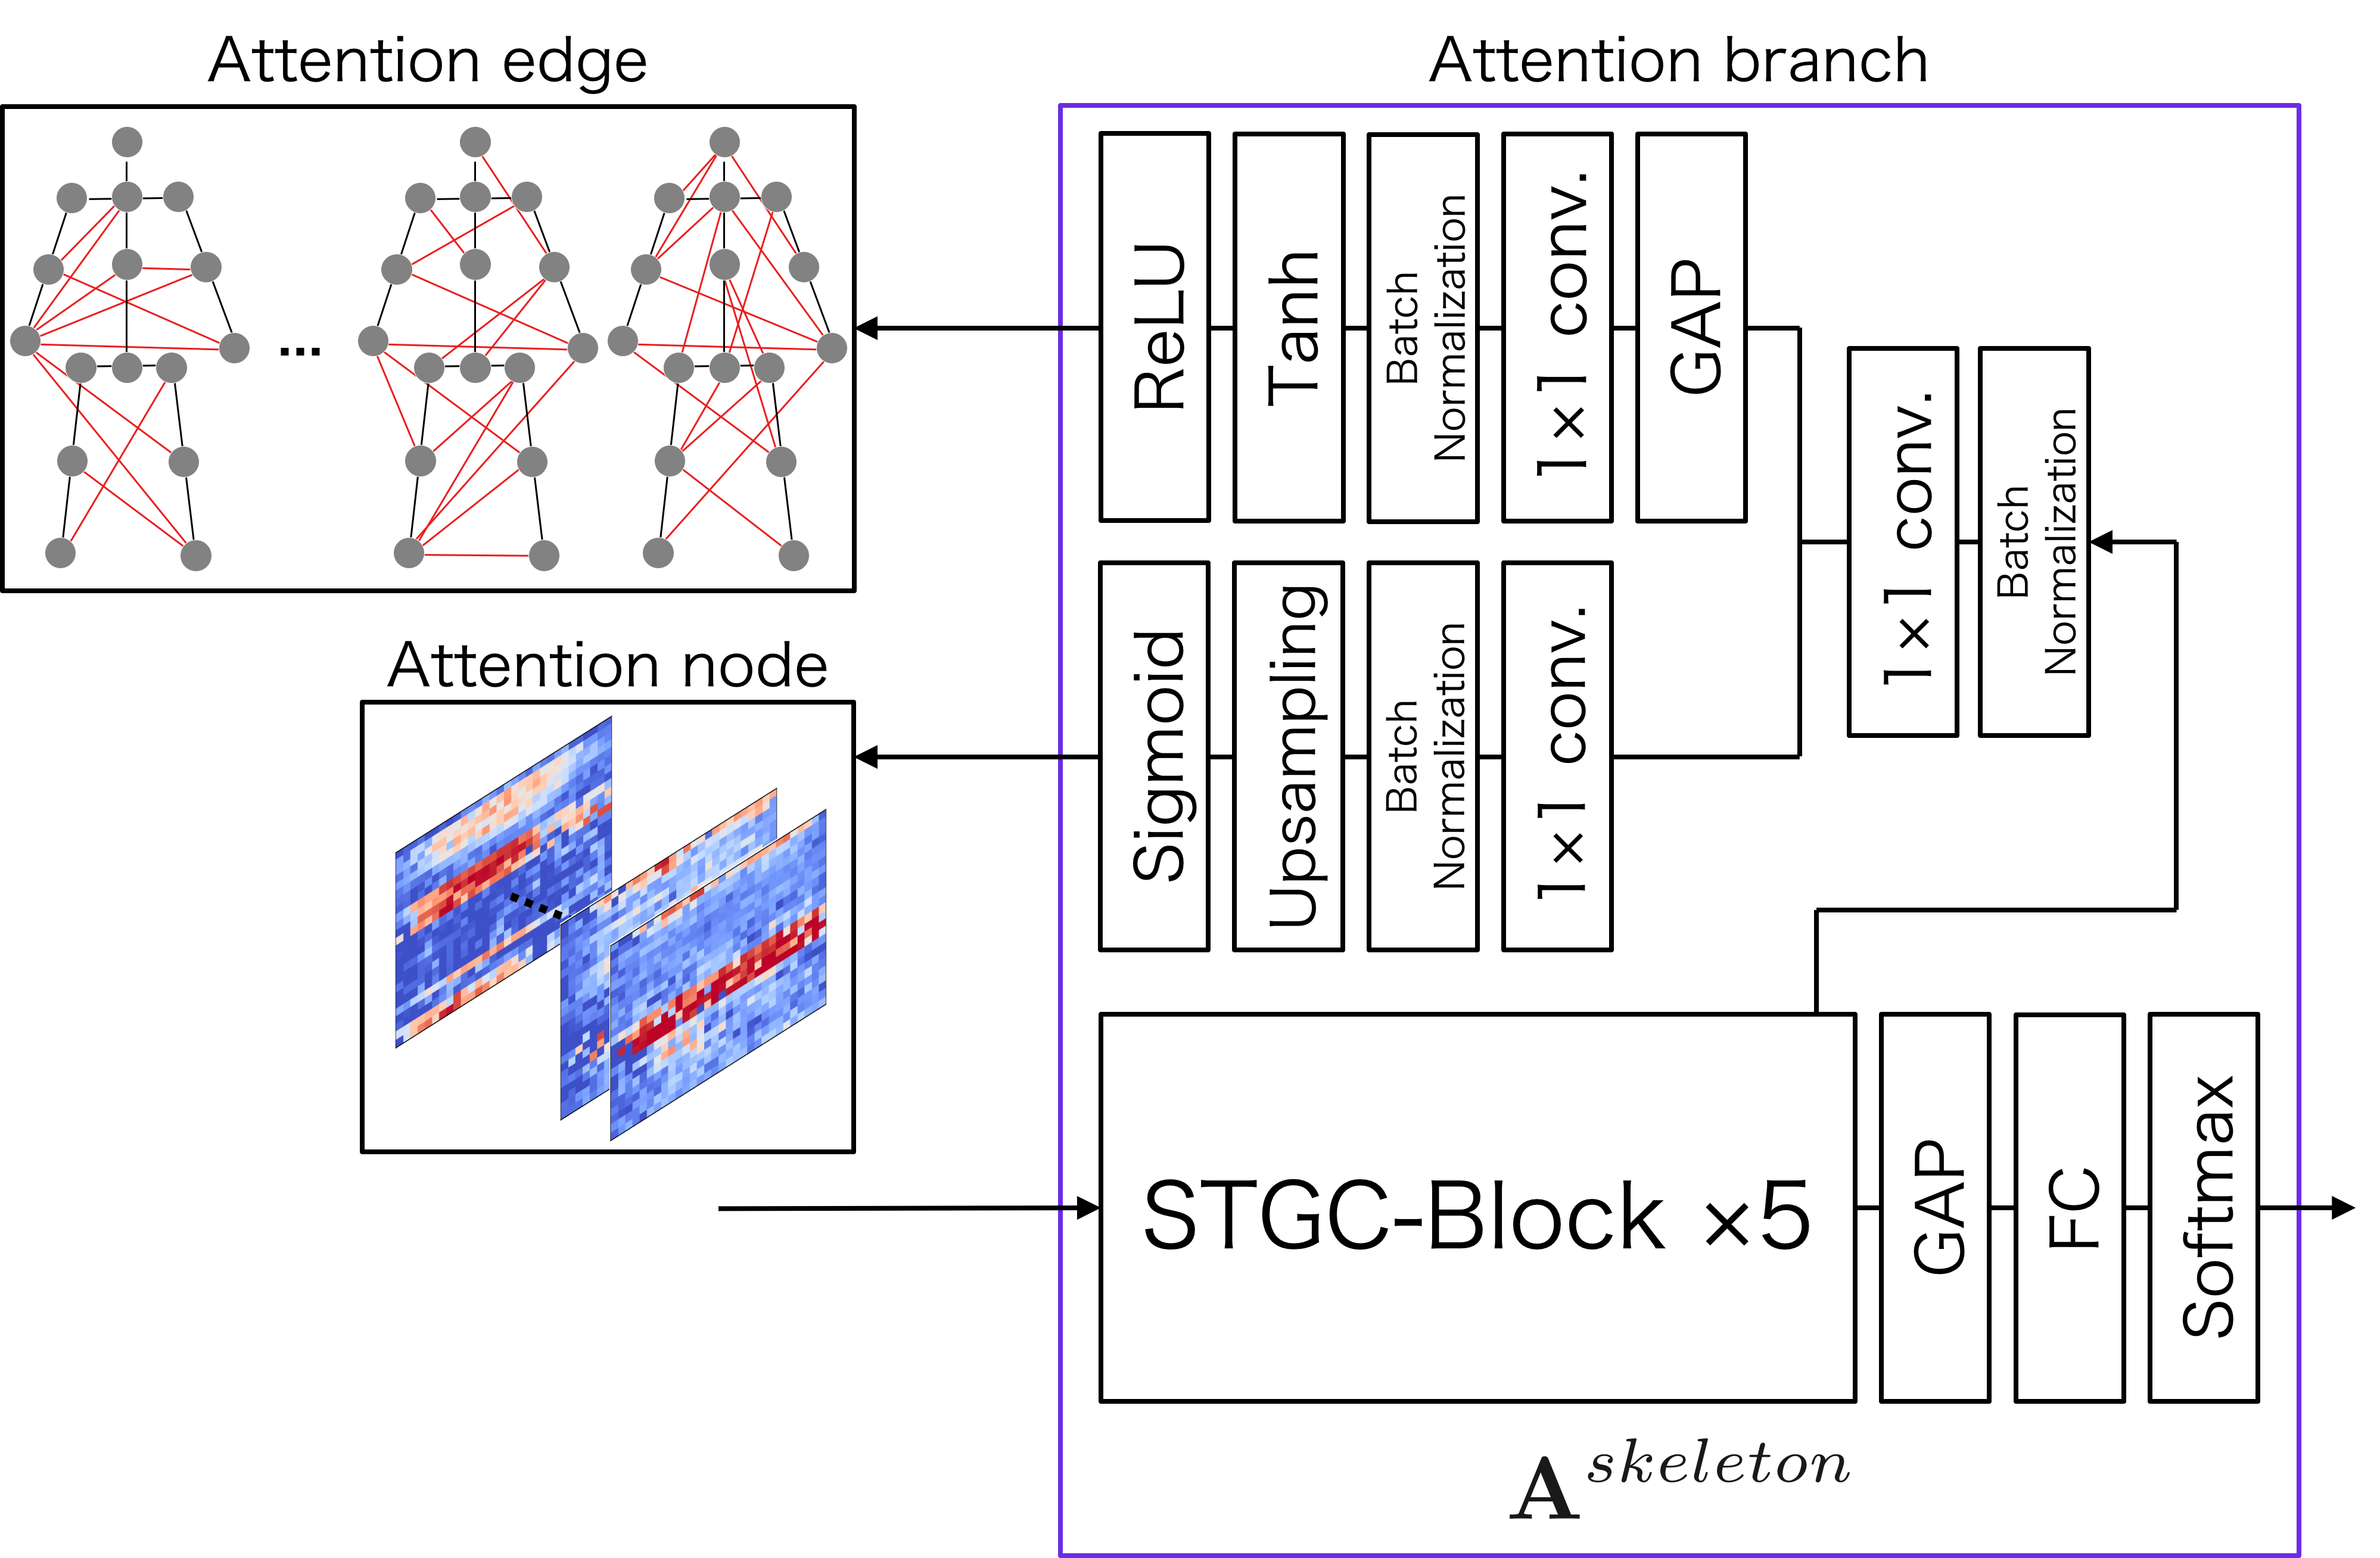 Attention edge
Attention branch
...
ReLU
Tanh
Batch
Normalization
1×1 conv.
GAP
1×1 conv.
Batch
Normalization
Attention node
Sigmoid
Upsampling
Batch
Normalization
1×1 conv.
STGC-Block ×5
GAP
FC
Softmax
A^skeleton